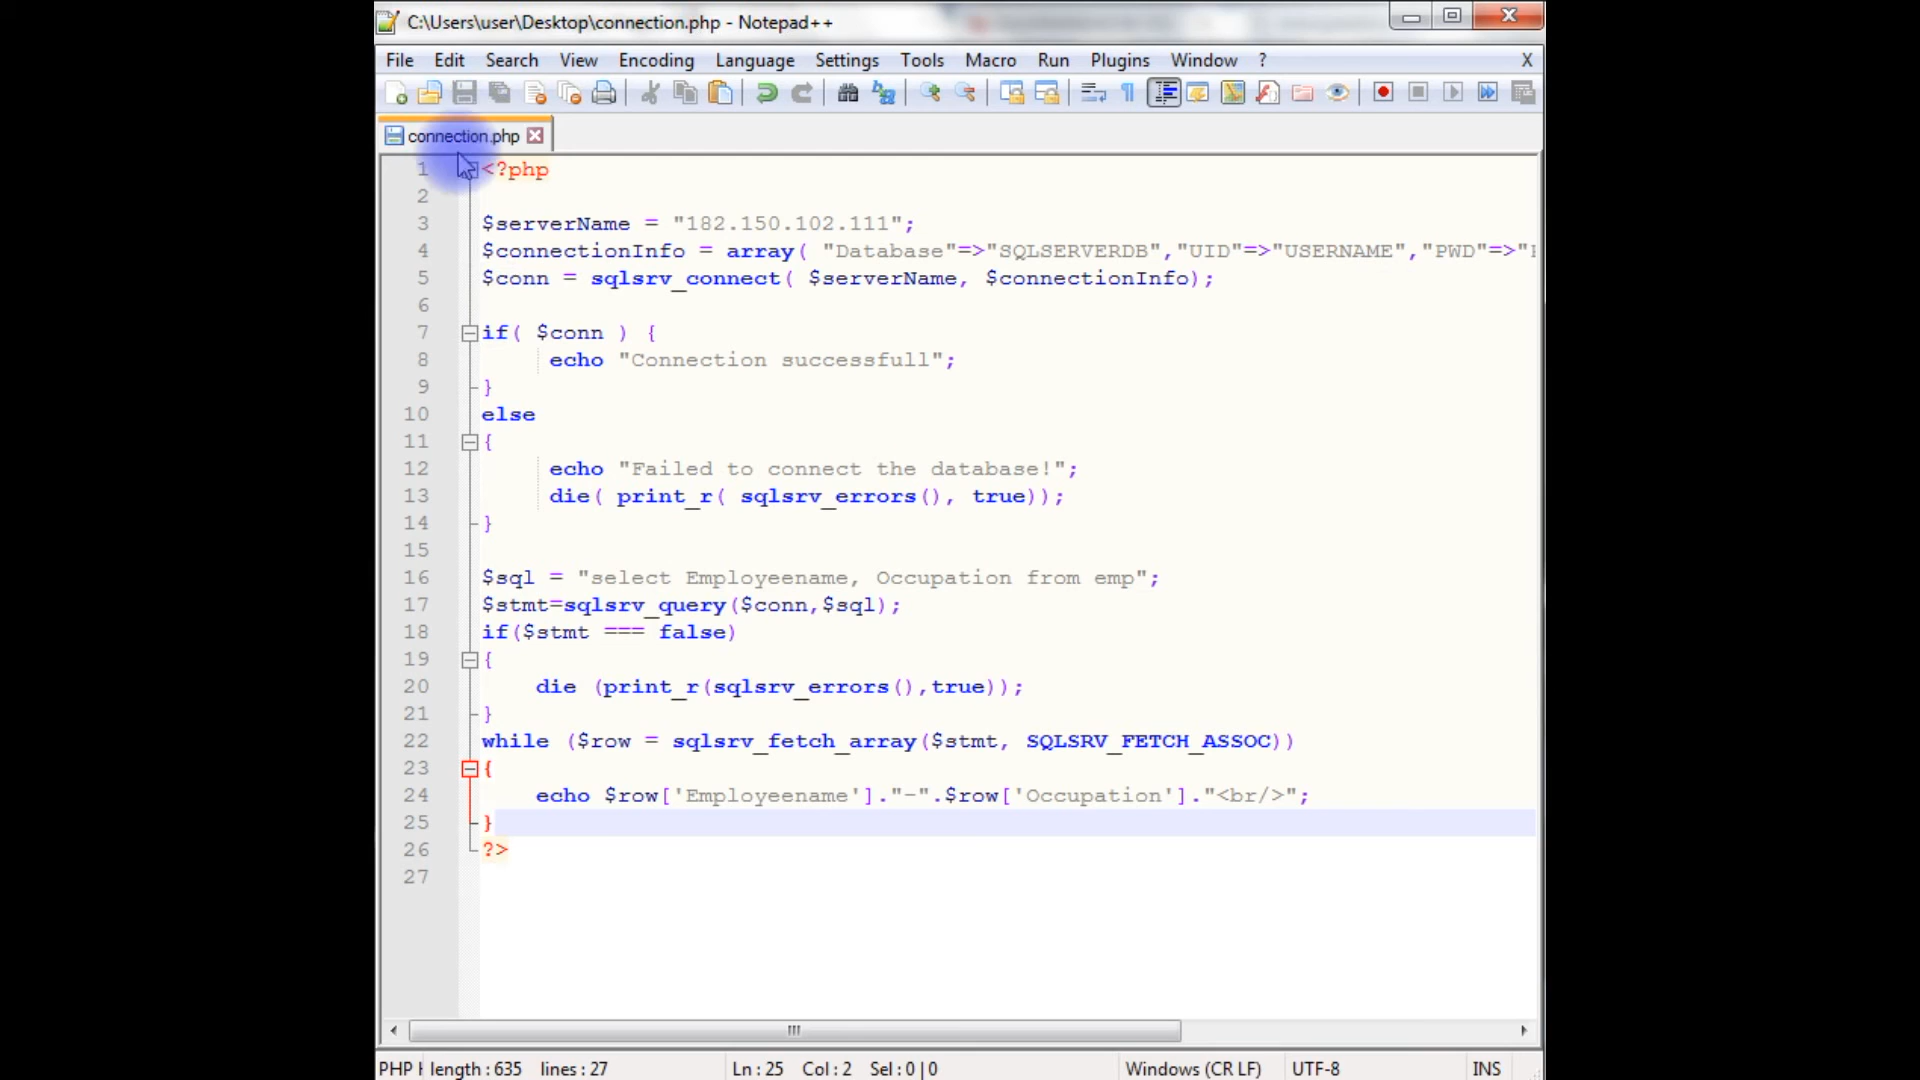 C:\Users\user\Desktop\connection.php - Notepad++
File Edit Search View Encoding Language Settings Tools Macro Run Plugins Window ? X
connection.php
1 <?php
2
3 $serverName = "182.150.102.111";
4 $connectionInfo = array( "Database"=>"SQLSERVERDB","UID"=>"USERNAME","PWD"=>"
5 $conn = sqlsrv_connect( $serverName, $connectionInfo);
6
7 if( $conn ) {
8 echo "Connection successfull";
9 }
10 else
11 {
12 echo "Failed to connect the database!";
13 die( print_r( sqlsrv_errors(), true));
14 }
15
16 $sql = "select Employeename, Occupation from emp";
17 $stmt=sqlsrv_query($conn,$sql);
18 if($stmt === false)
19 {
20 die (print_r(sqlsrv_errors(),true));
21 }
22 while ($row = sqlsrv_fetch_array($stmt, SQLSRV_FETCH_ASSOC))
23 {
24 echo $row['Employeename']."-".$row['Occupation']."<br/>";
25 }
26 ?>
27
PHP length : 635 lines : 27 Ln : 25 Col : 2 Sel : 0 | 0 Windows (CR LF) UTF-8 INS